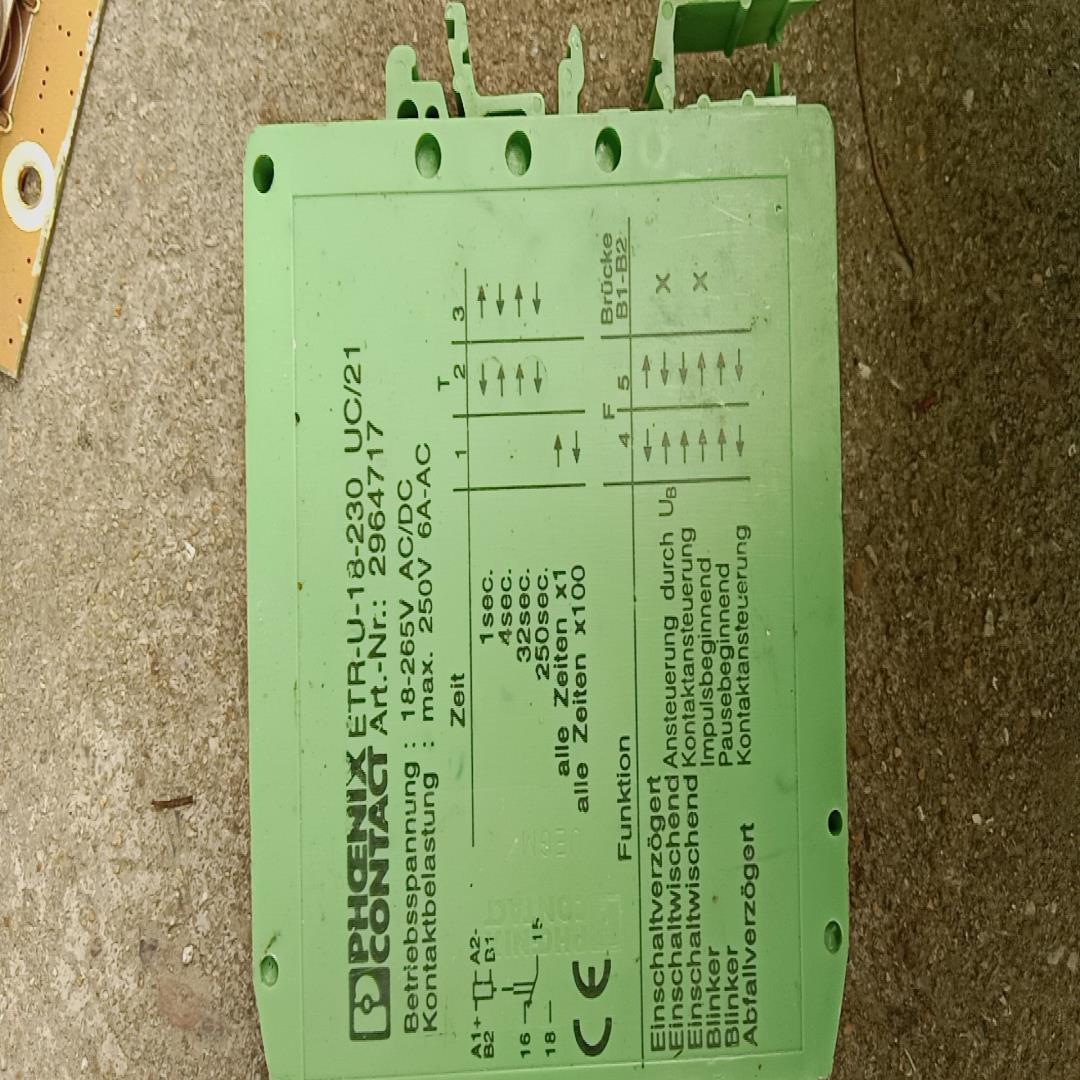 PHŒNIX CONTACT
ETR-U-18-230 UC/21
Art.-Nr.: 2964717
Betriebsspannung : 18-265V AC/DC
Kontaktbelastung : max. 250V 6A-AC
Zeit T
1 2 3
1sec. ← →
4sec. → ←
32sec. → →
250sec. ← ←
alle Zeiten x1 →
alle Zeiten x100 ←
A1+ A2-
B2 B1
16 15
18
CE
Funktion F Brücke
4 5 B1-B2
Einschaltverzögert ← →
Einschaltwischend Ansteuerung durch UB → ← X
Einschaltwischend Kontaktansteuerung → ←
Blinker Impulsbeginnend → → X
Blinker Pausebeginnend → →
Abfallverzögert Kontaktansteuerung ← ←